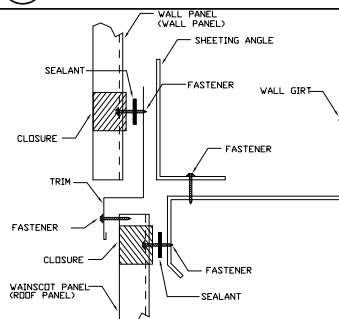 WALL PANEL
(WALL PANEL)
SHEETING ANGLE
SEALANT
FASTENER
WALL GIRT
CLOSURE
FASTENER
TRIM
FASTENER
CLOSURE
FASTENER
WAINSCOT PANEL
(ROOF PANEL)
SEALANT